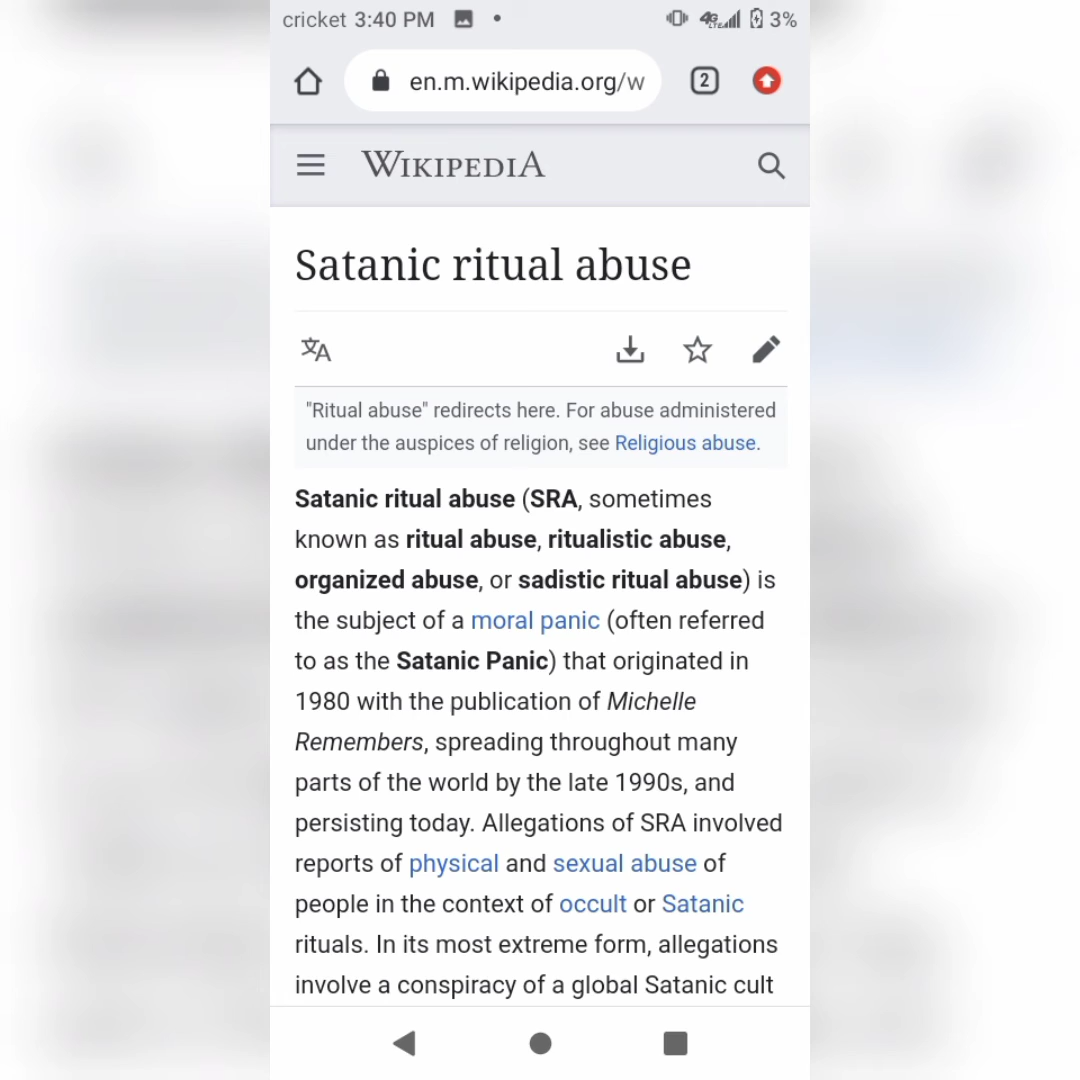 cricket 3:40 PM 4G LTE 3%
en.m.wikipedia.org/w 2
WIKIPEDIA
Satanic ritual abuse
文A
"Ritual abuse" redirects here. For abuse administered
under the auspices of religion, see Religious abuse.
Satanic ritual abuse (SRA, sometimes
known as ritual abuse, ritualistic abuse,
organized abuse, or sadistic ritual abuse) is
the subject of a moral panic (often referred
to as the Satanic Panic) that originated in
1980 with the publication of Michelle
Remembers, spreading throughout many
parts of the world by the late 1990s, and
persisting today. Allegations of SRA involved
reports of physical and sexual abuse of
people in the context of occult or Satanic
rituals. In its most extreme form, allegations
involve a conspiracy of a global Satanic cult